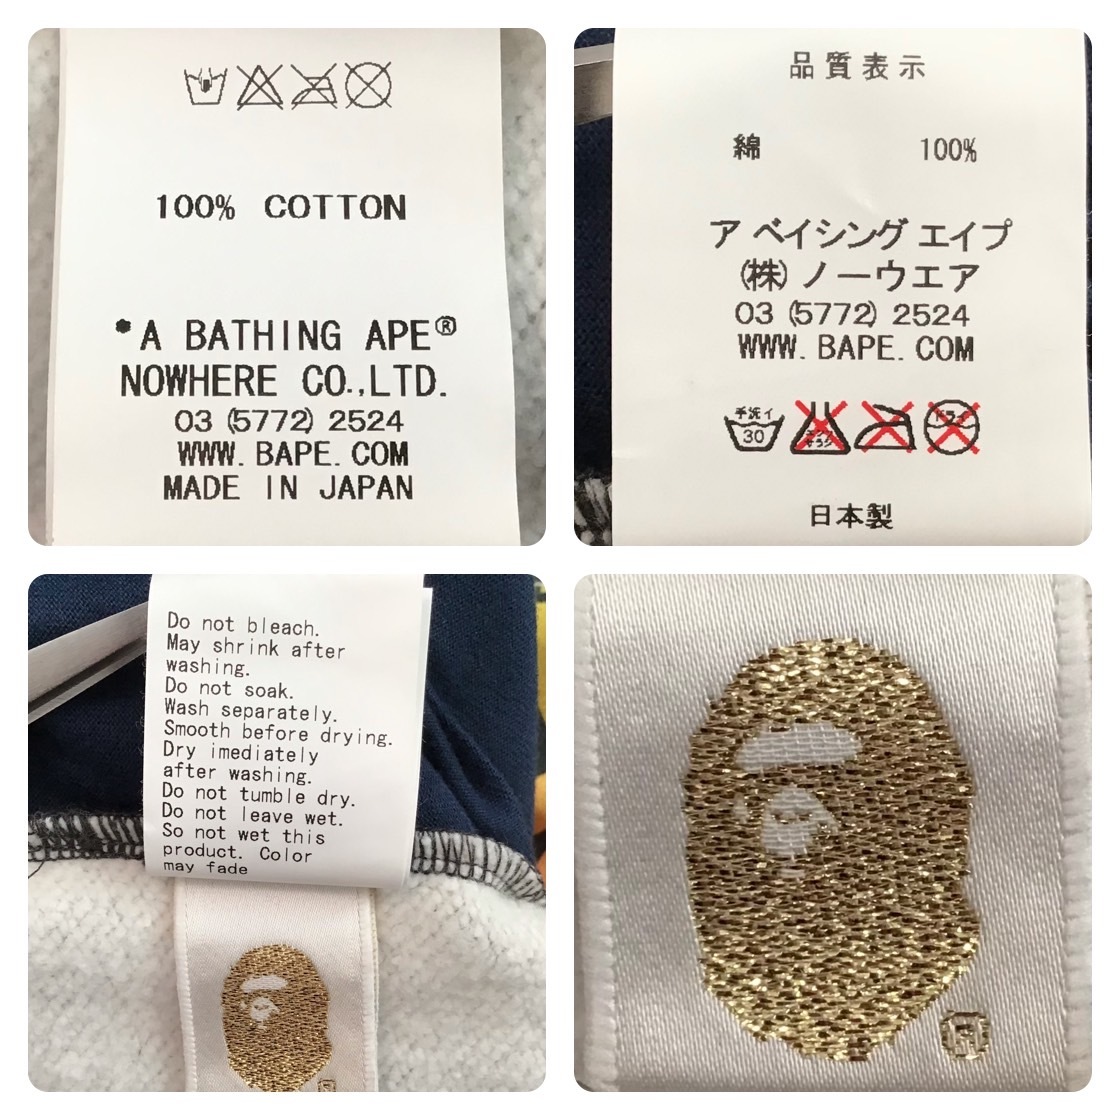 100% COTTON
•A BATHING APE®
NOWHERE CO.,LTD.
03 (5772) 2524
WWW.BAPE.COM
MADE IN JAPAN
品質表示
綿 100%
ア ベイシング エイプ
(株) ノーウエア
03 (5772) 2524
WWW.BAPE.COM
手洗イ
30
日本製
Do not bleach.
May shrink after
washing.
Do not soak.
Wash separately.
Smooth before drying.
Dry imediately
after washing.
Do not tumble dry.
Do not leave wet.
So not wet this
product. Color
may fade